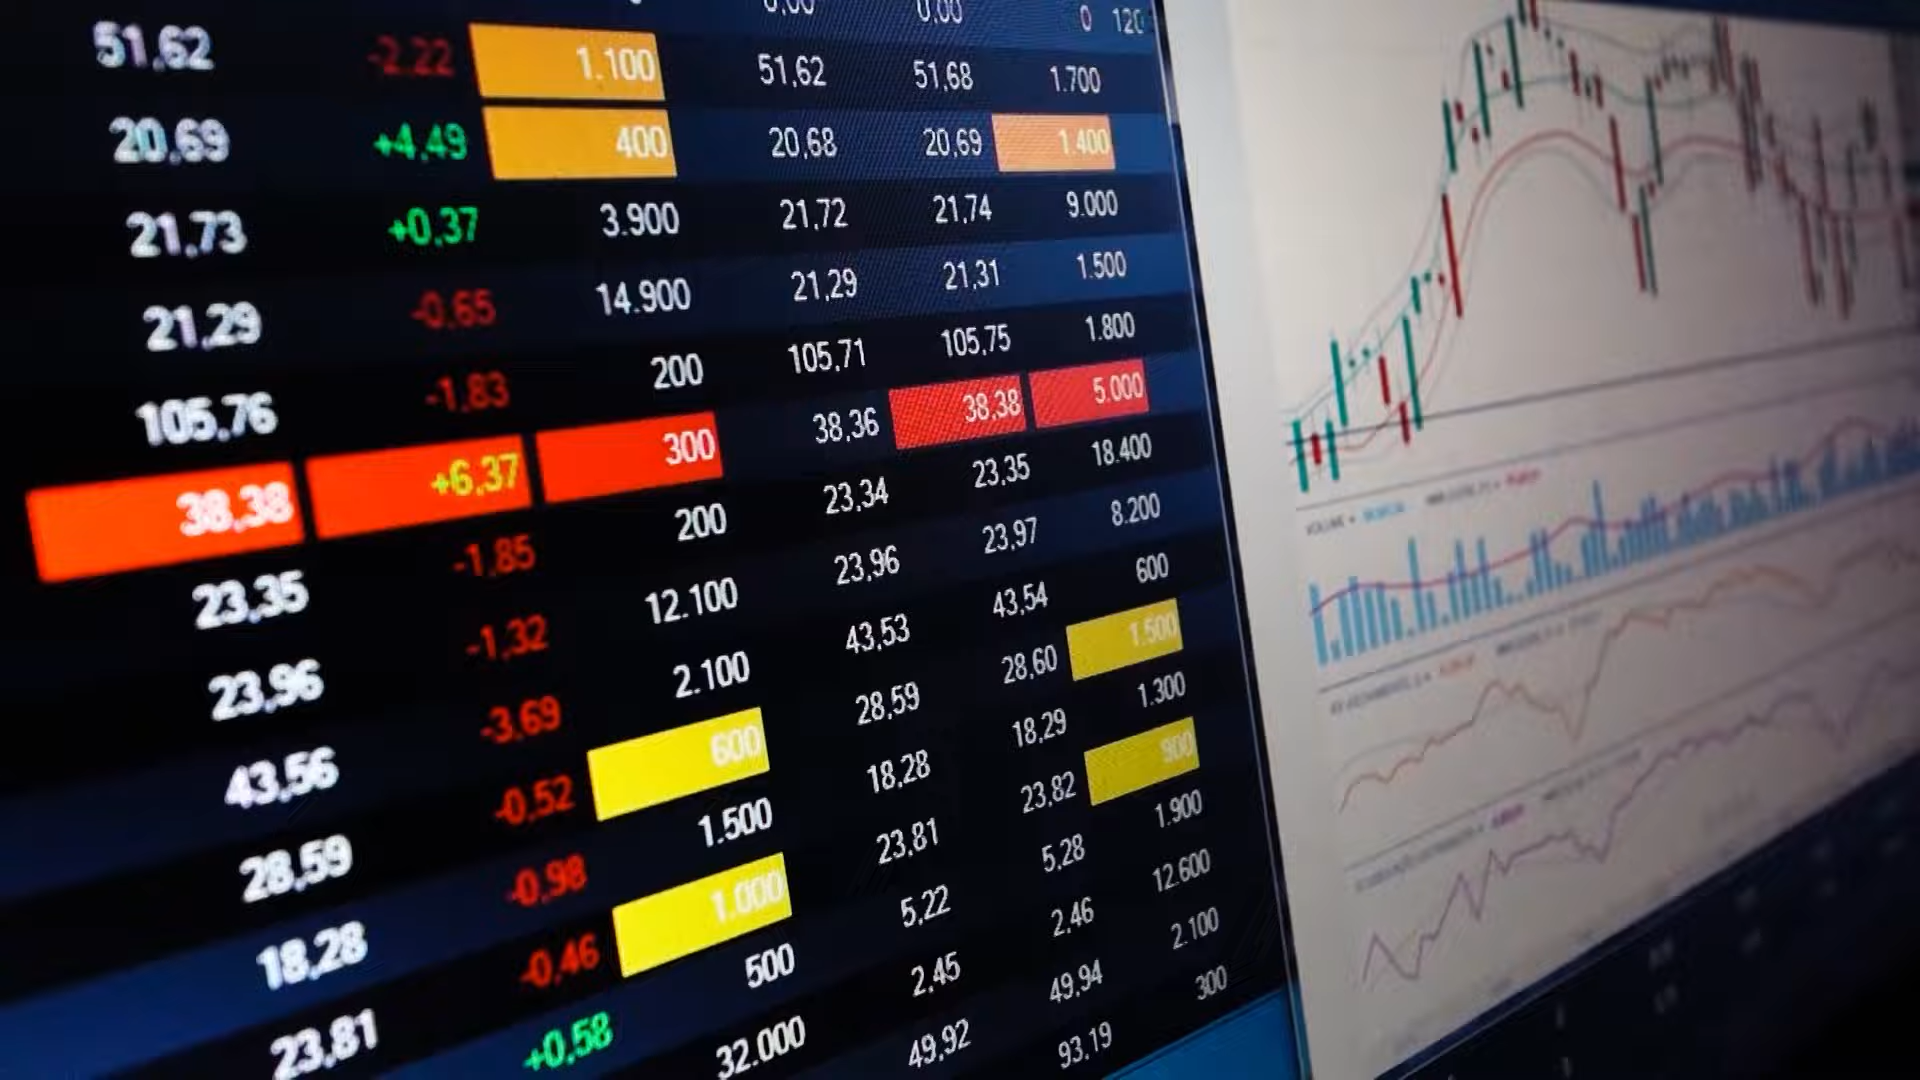 0,00 0,00 0 120
51,62 -2.22 1.100 51,62 51,68 1.700
20,69 +4,49 400 20,68 20,69 1.400
21,73 +0,37 3.900 21,72 21,74 9.000
21,29 -0,65 14.900 21,29 21,31 1.500
105,76 -1,83 200 105,71 105,75 1.800
38,38 +6,37 300 38,36 38,38 5.000
23,35 -1,85 200 23,34 23,35 18.400
23,96 -1,32 12.100 23,96 23,97 8.200
43,56 -3,69 2.100 43,53 43,54 600
28,59 -0,52 600 28,59 28,60 1.500
18,28 -0,98 1.500 18,28 18,29 1.300
23,81 -0,46 1.000 23,81 23,82 900
+0,58 500 5,22 5,28 1.900
32.000 2,45 2,46 12.600
49,92 49,94 2.100
93,19 300
VOLUME